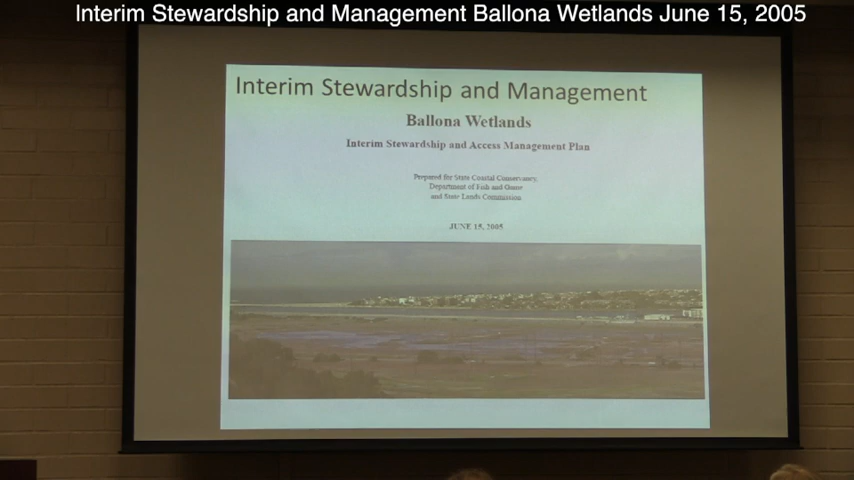 Interim Stewardship and Management Ballona Wetlands June 15, 2005
Interim Stewardship and Management
Ballona Wetlands
Interim Stewardship and Access Management Plan
Prepared for State Coastal Conservancy,
Department of Fish and Game
and State Lands Commission
JUNE 15, 2005